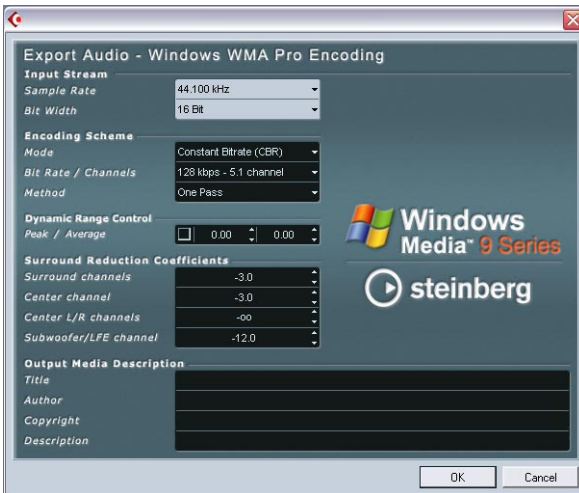 Export Audio - Windows WMA Pro Encoding
Input Stream
Sample Rate 44.100 kHz
Bit Width 16 Bit
Encoding Scheme
Mode Constant Bitrate (CBR)
Bit Rate / Channels 128 kbps - 5.1 channel
Method One Pass
Dynamic Range Control
Peak / Average 0.00 0.00
Windows
Media™ 9 Series
Surround Reduction Coefficients
Surround channels -3.0
Center channel -3.0
steinberg
Center L/R channels -oo
Subwoofer/LFE channel -12.0
Output Media Description
Title
Author
Copyright
Description
OK Cancel